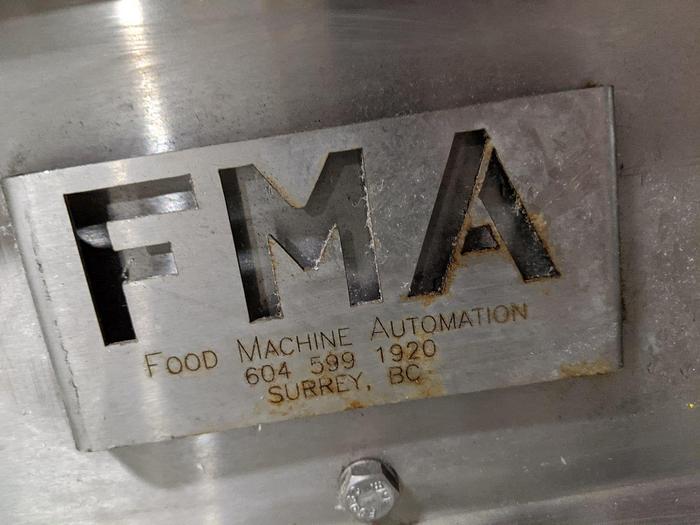 FMA
FOOD MACHINE AUTOMATION
604 599 1920
SURREY, BC